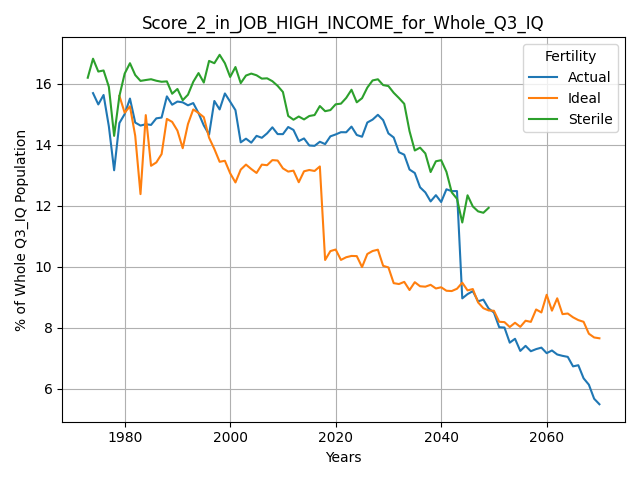 Score_2_in_JOB_HIGH_INCOME_for_Whole_Q3_IQ
Fertility
Actual
Ideal
Sterile
% of Whole Q3_IQ Population
16
14
12
10
8
6
1980 2000 2020 2040 2060
Years